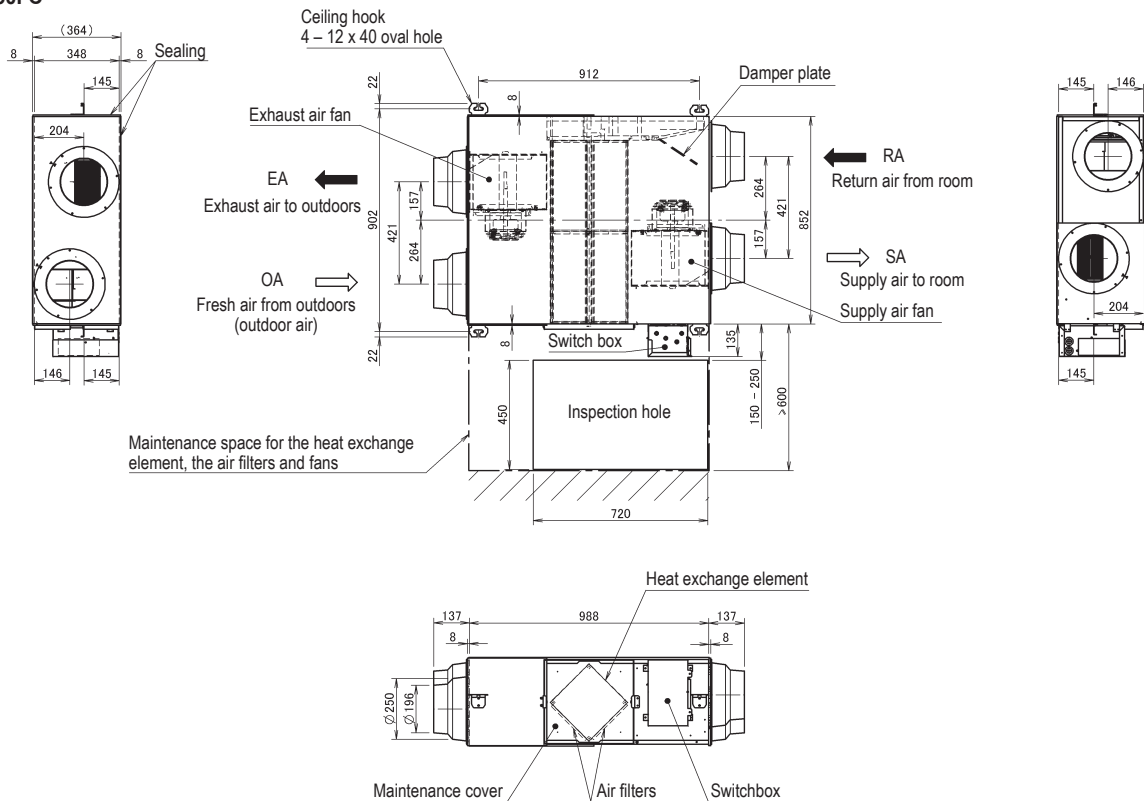 Ceiling hook
4 – 12 x 40 oval hole
(364)
8
348
8
Sealing
145
204
146
145
22
912
8
Damper plate
Exhaust air fan
EA
Exhaust air to outdoors
157
902
421
264
OA
Fresh air from outdoors
(outdoor air)
8
22
RA
Return air from room
264
421
852
157
SA
Supply air to room
Supply air fan
Switch box
135
145
146
204
145
450
Inspection hole
150 - 250
>600
Maintenance space for the heat exchange
element, the air filters and fans
720
Heat exchange element
137
988
137
8
8
Ø250
Ø196
Maintenance cover
Air filters
Switchbox